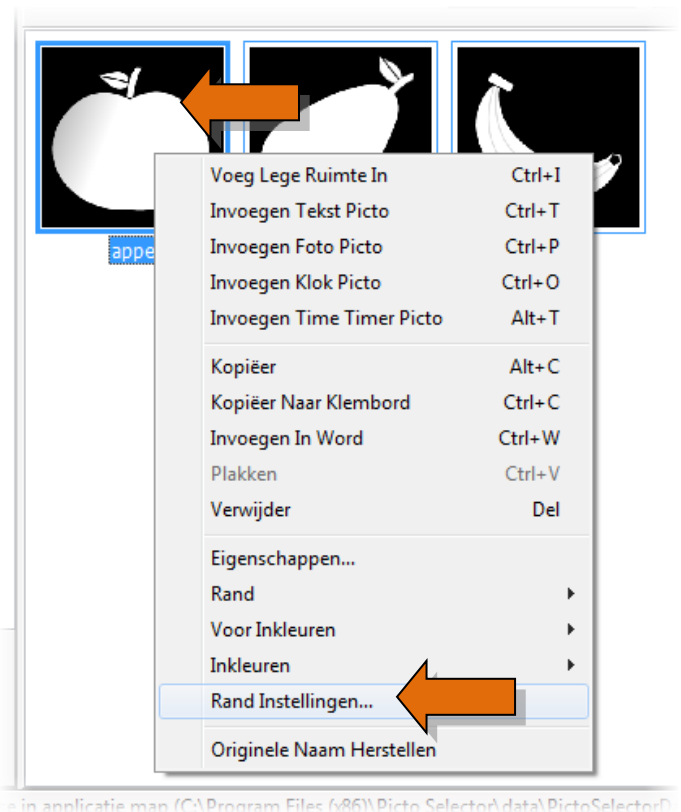 appe
Voeg Lege Ruimte In Ctrl+I
Invoegen Tekst Picto Ctrl+T
Invoegen Foto Picto Ctrl+P
Invoegen Klok Picto Ctrl+O
Invoegen Time Timer Picto Alt+T
Kopiëer Alt+C
Kopiëer Naar Klembord Ctrl+C
Invoegen In Word Ctrl+W
Plakken Ctrl+V
Verwijder Del
Eigenschappen...
Rand
Voor Inkleuren
Inkleuren
Rand Instellingen...
Originele Naam Herstellen
in applicatie map (C:\Program Files (x86)\Picto Selector\data\PictoSelectorD